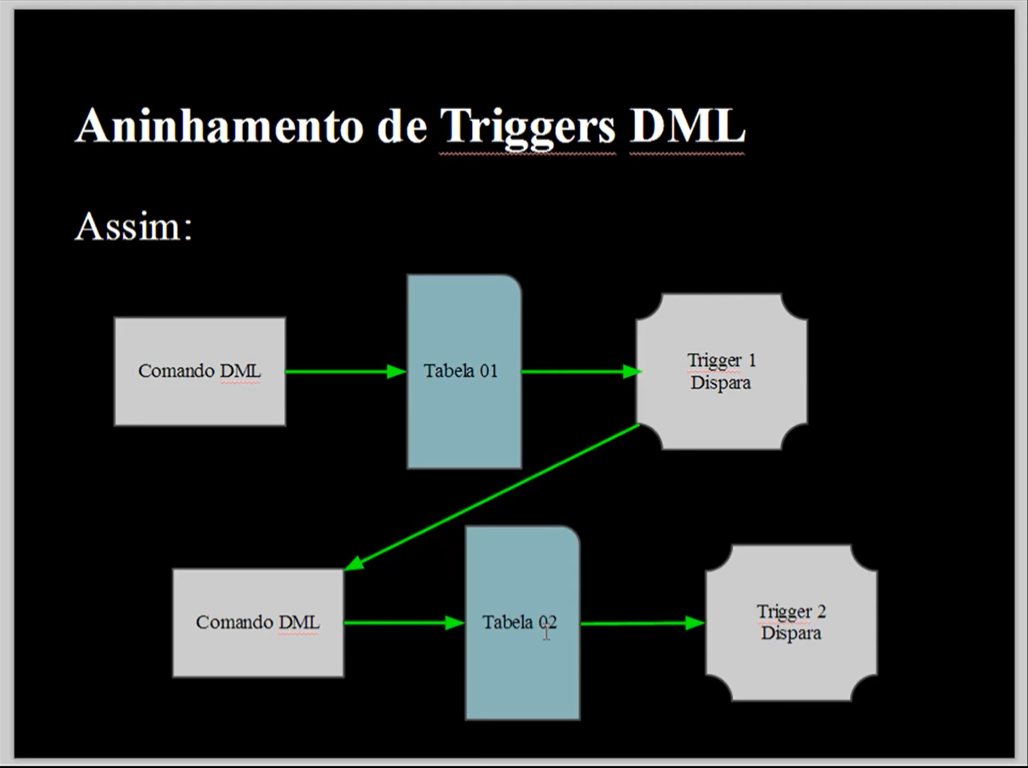 Aninhamento de Triggers DML
Assim:
Comando DML
Tabela 01
Trigger 1
Dispara
Comando DML
Tabela 02
Trigger 2
Dispara